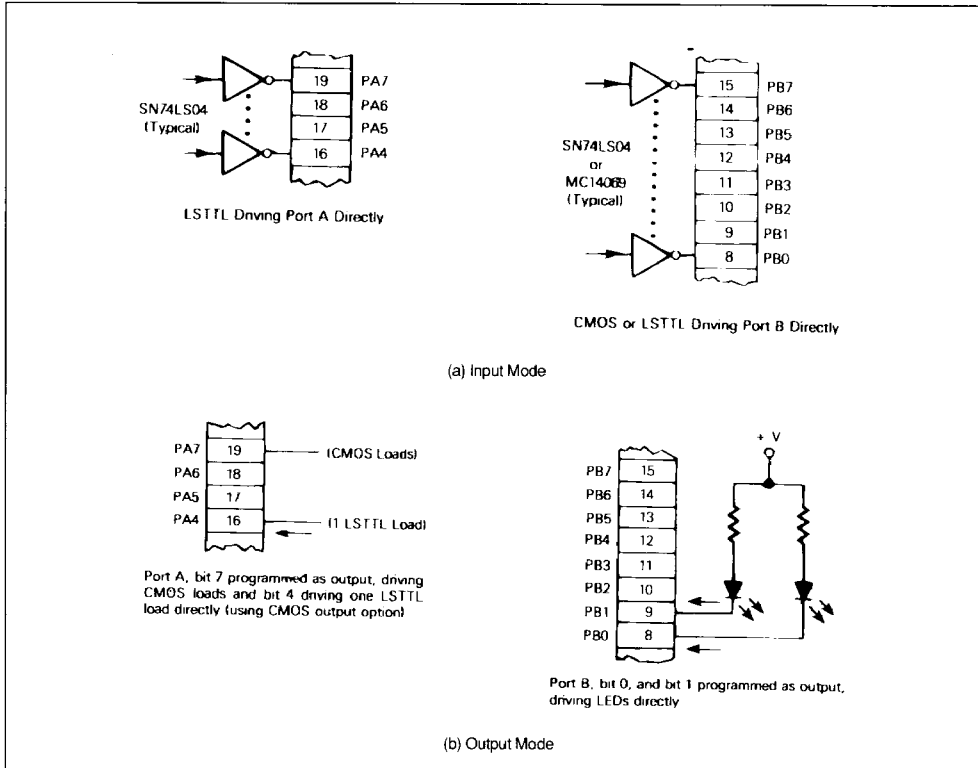 19 PA7
18 PA6
17 PA5
16 PA4
SN74LS04
(Typical)
LSTTL Driving Port A Directly
15 PB7
14 PB6
13 PB5
12 PB4
11 PB3
10 PB2
9 PB1
8 PB0
SN74LS04
or
MC14069
(Typical)
CMOS or LSTTL Driving Port B Directly
(a) Input Mode
PA7 19 (CMOS Loads)
PA6 18
PA5 17
PA4 16 (1 LSTTL Load)
Port A, bit 7 programmed as output, driving
CMOS loads and bit 4 driving one LSTTL
load directly (using CMOS output option)
+ V
PB7 15
PB6 14
PB5 13
PB4 12
PB3 11
PB2 10
PB1 9
PB0 8
Port B, bit 0, and bit 1 programmed as output,
driving LEDs directly
(b) Output Mode